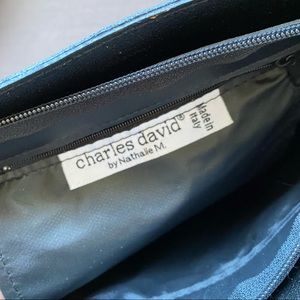 charles david®
by Nathalie M.
Made in
Italy